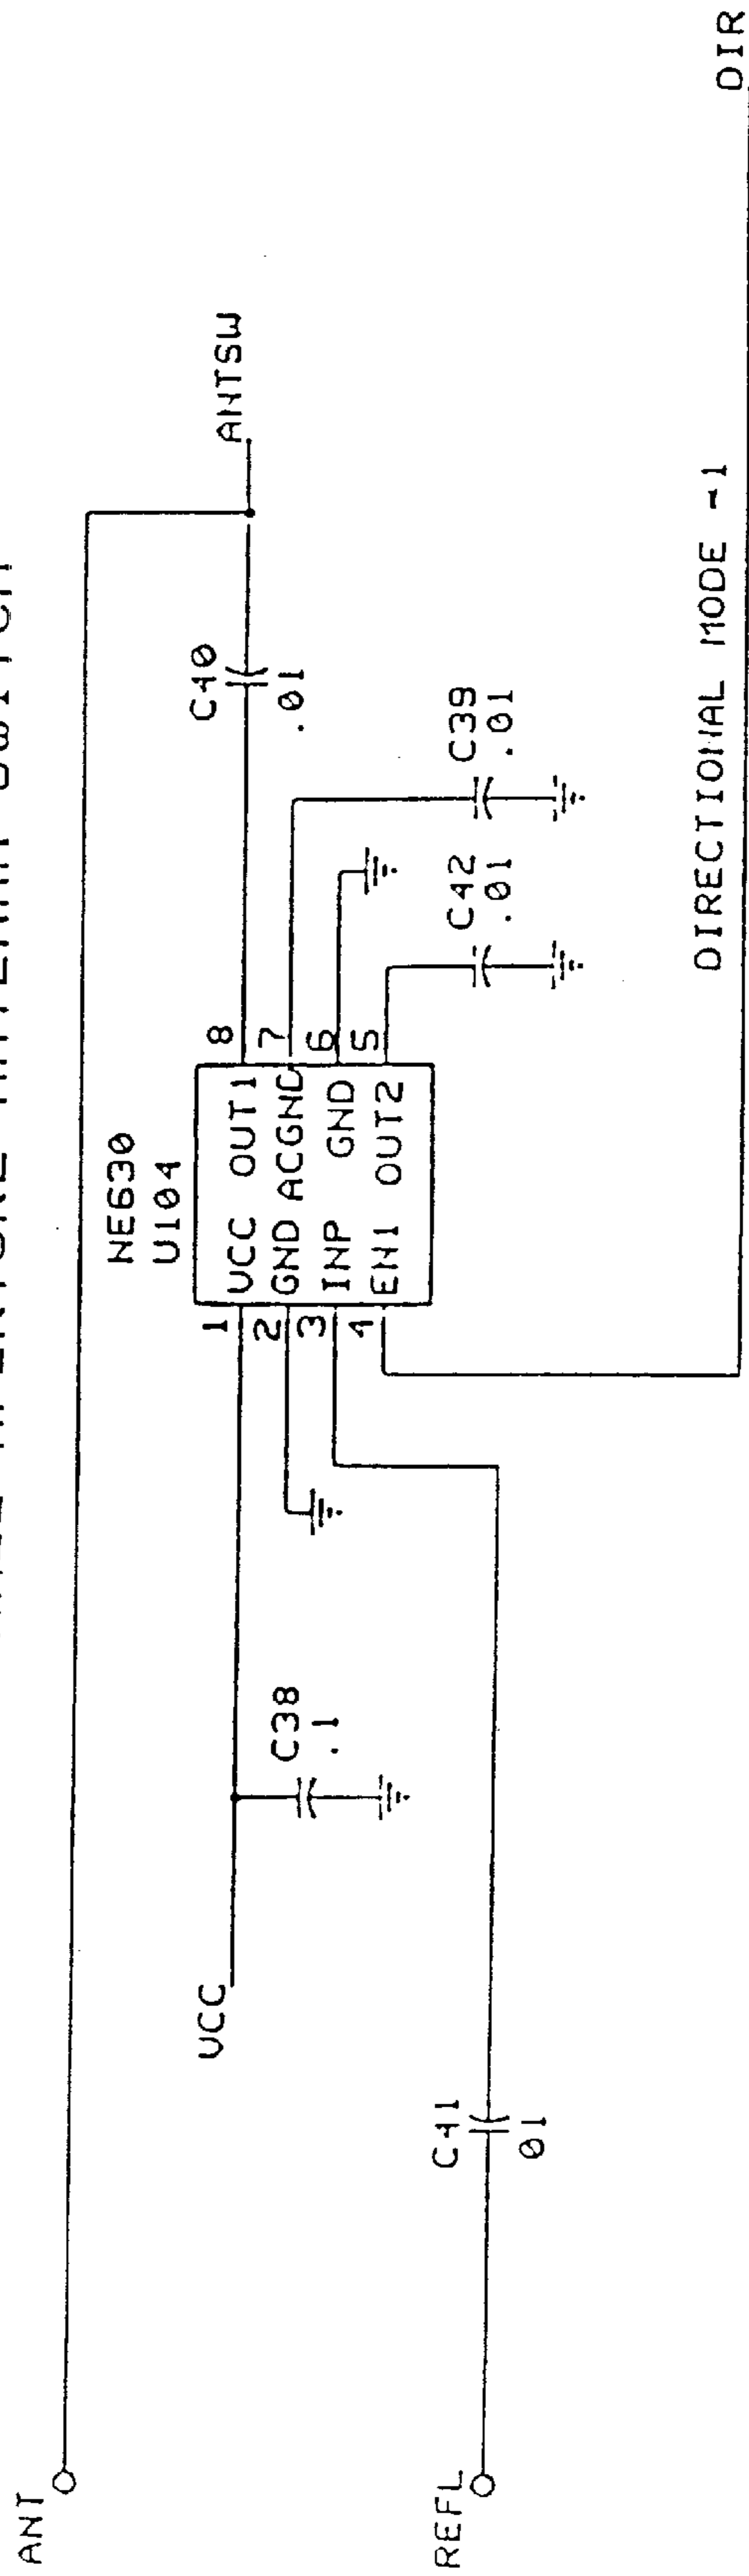 ANT
ANTSW
C40
.01
NE630
U104
1 VCC OUT1 8
2 GND ACGND 7
3 INP GND 6
4 EN1 OUT2 5
C39
.01
C42
.01
VCC
C38
.1
C41
01
REFL
DIRECTIONAL MODE -1
DIR